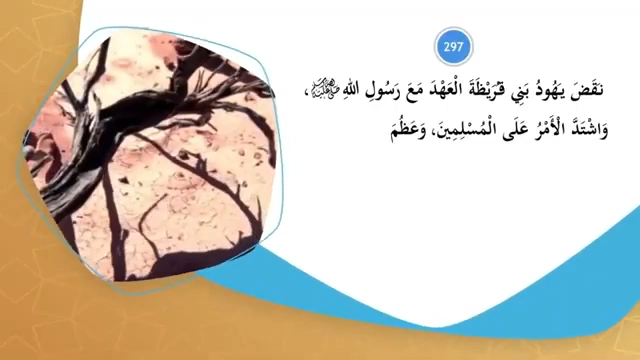 297
نَقَضَ يَهُودُ بَنِي قُرَيْظَةَ الْعَهْدَ مَعَ رَسُولِ اللهِ ﷺ ،
وَاشْتَدَّ الْأَمْرُ عَلَى الْمُسْلِمِينَ، وَعَظُمَ